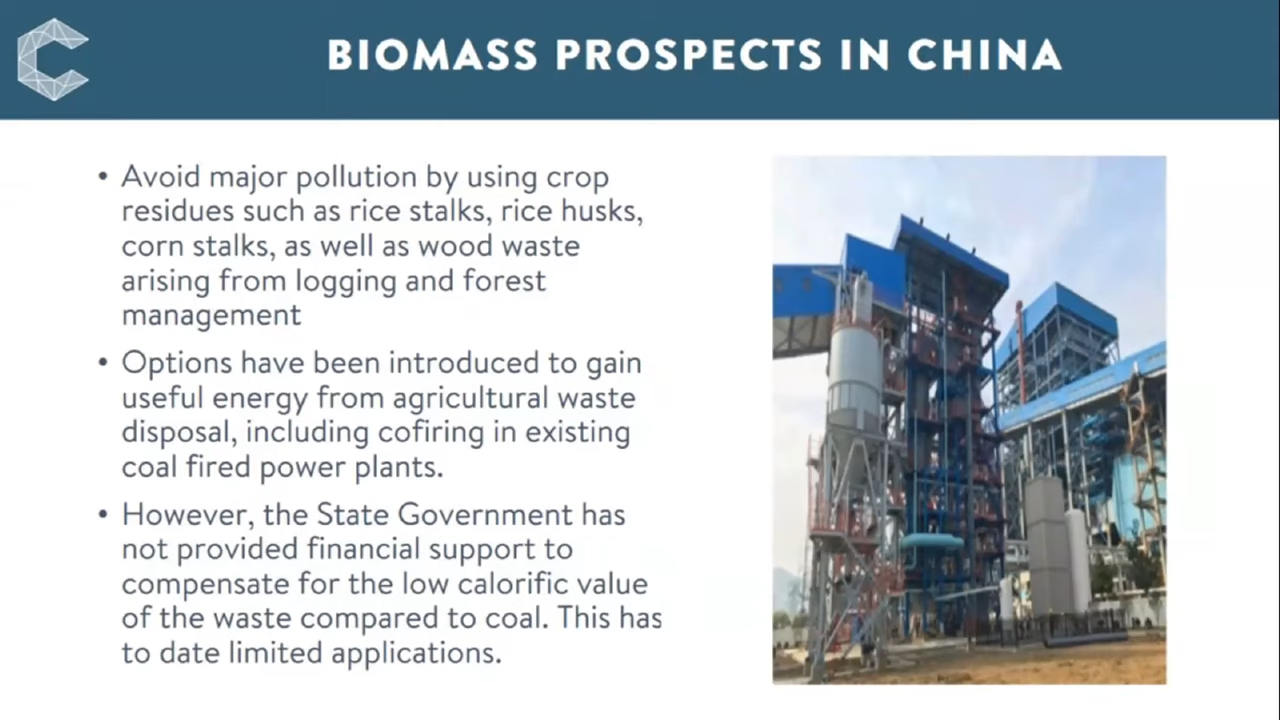 BIOMASS PROSPECTS IN CHINA
• Avoid major pollution by using crop
residues such as rice stalks, rice husks,
corn stalks, as well as wood waste
arising from logging and forest
management
• Options have been introduced to gain
useful energy from agricultural waste
disposal, including cofiring in existing
coal fired power plants.
• However, the State Government has
not provided financial support to
compensate for the low calorific value
of the waste compared to coal. This has
to date limited applications.